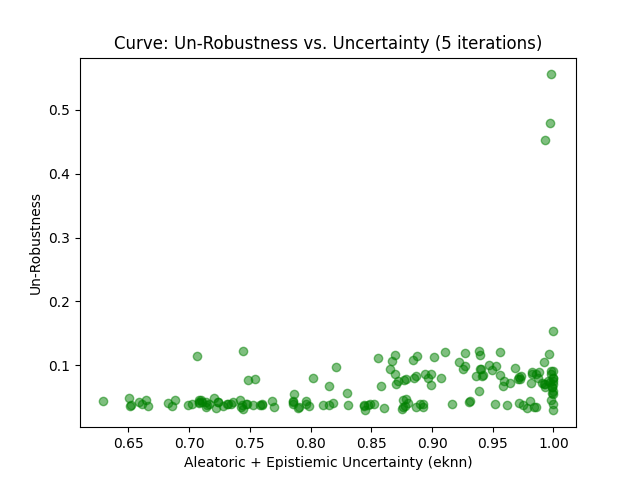 Curve: Un-Robustness vs. Uncertainty (5 iterations)
Un-Robustness
0.5
0.4
0.3
0.2
0.1
0.65 0.70 0.75 0.80 0.85 0.90 0.95 1.00
Aleatoric + Epistiemic Uncertainty (eknn)